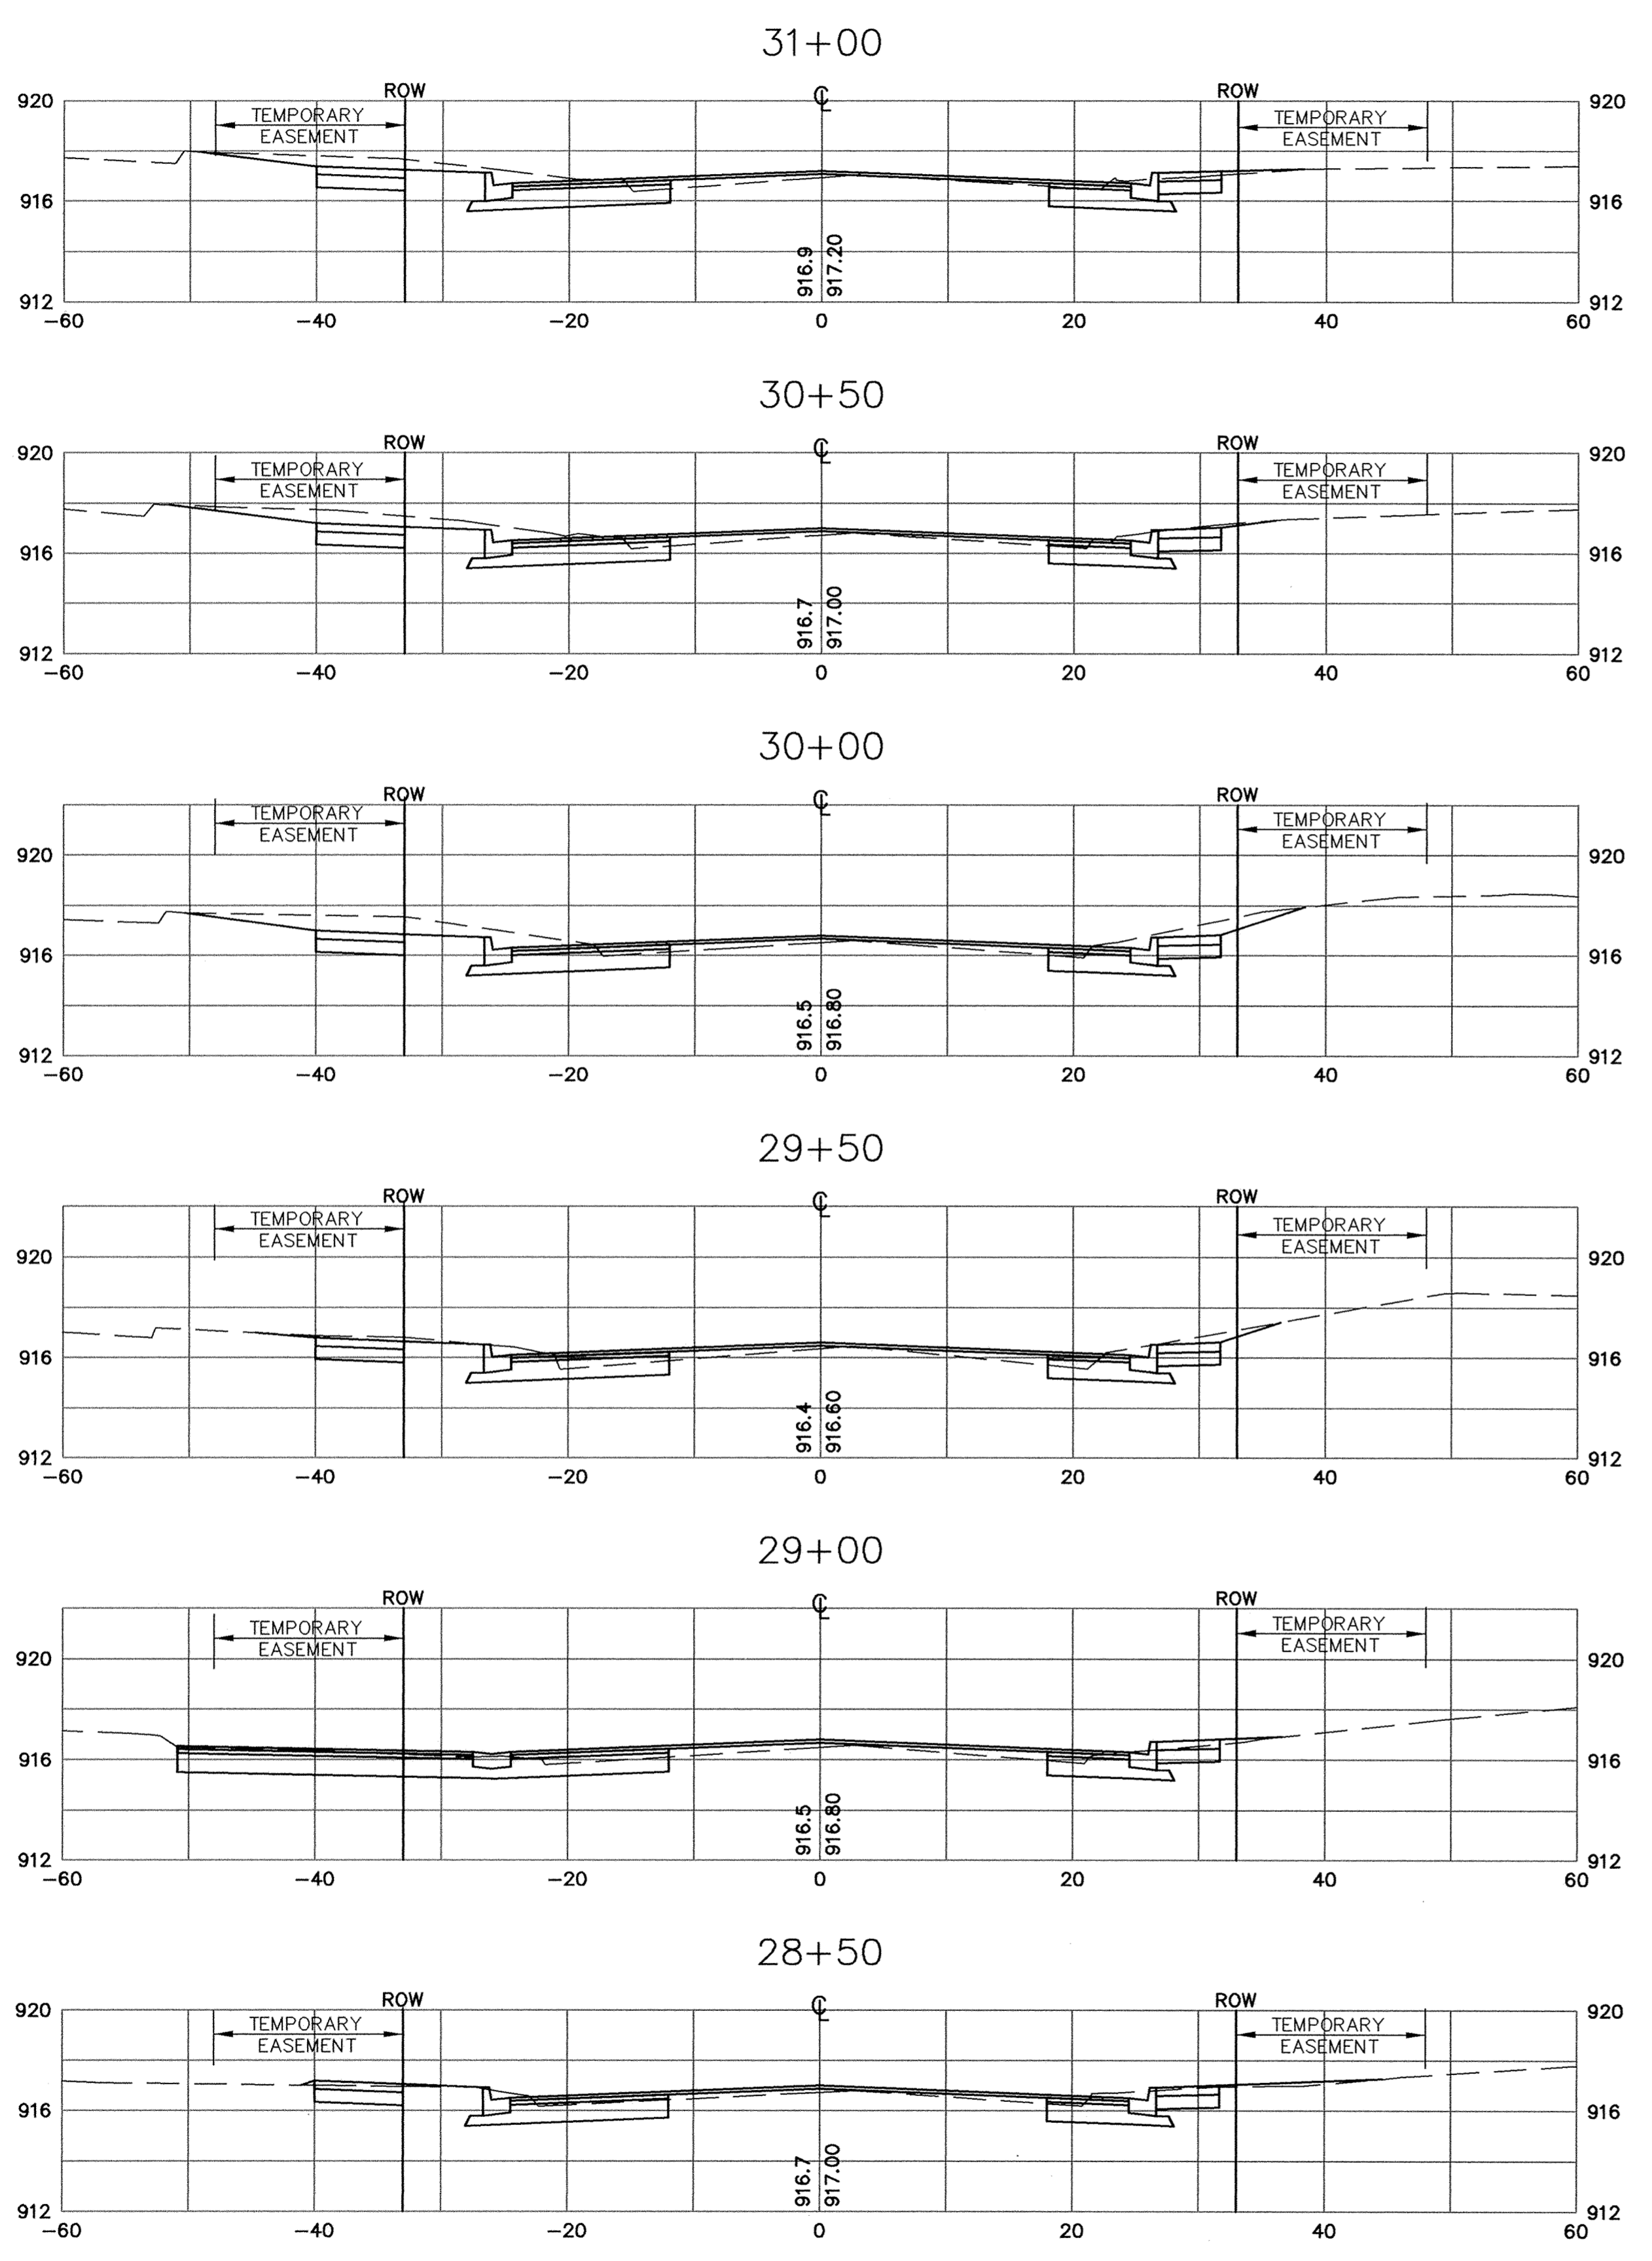 31+00
ROW ℄ ROW
920 TEMPORARY TEMPORARY 920
EASEMENT EASEMENT
916 916
916.9 917.20
912 912
−60 −40 −20 0 20 40 60
30+50
ROW ℄ ROW
920 920
TEMPORARY TEMPORARY
EASEMENT EASEMENT
916 916
916.7 917.00
912 912
−60 −40 −20 0 20 40 60
30+00
ROW ℄ ROW
TEMPORARY TEMPORARY
EASEMENT EASEMENT
920 920
916 916
916.5 916.80
912 912
−60 −40 −20 0 20 40 60
29+50
ROW ℄ ROW
TEMPORARY TEMPORARY
EASEMENT EASEMENT
920 920
916 916
916.4 916.60
912 912
−60 −40 −20 0 20 40 60
29+00
ROW ℄ ROW
TEMPORARY TEMPORARY
EASEMENT EASEMENT
920 920
916 916
916.5 916.80
912 912
−60 −40 −20 0 20 40 60
28+50
ROW ℄ ROW
920 920
TEMPORARY TEMPORARY
EASEMENT EASEMENT
916 916
916.7 917.00
912 912
−60 −40 −20 0 20 40 60